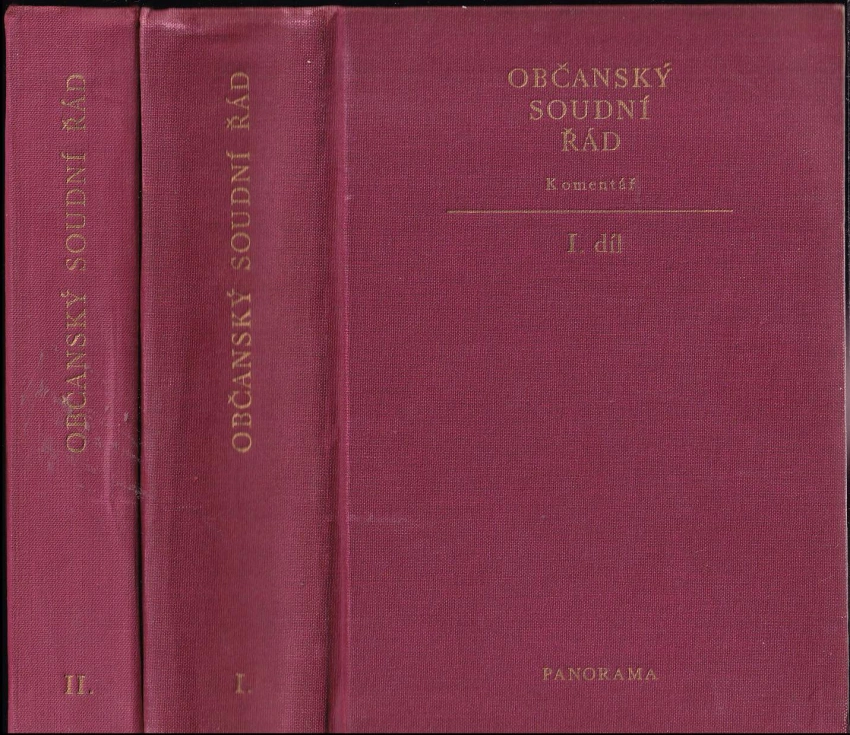 OBČANSKÝ SOUDNÍ ŘÁD
II.
OBČANSKÝ SOUDNÍ ŘÁD
I.
OBČANSKÝ
SOUDNÍ
ŘÁD
Komentář
I. díl
PANORAMA